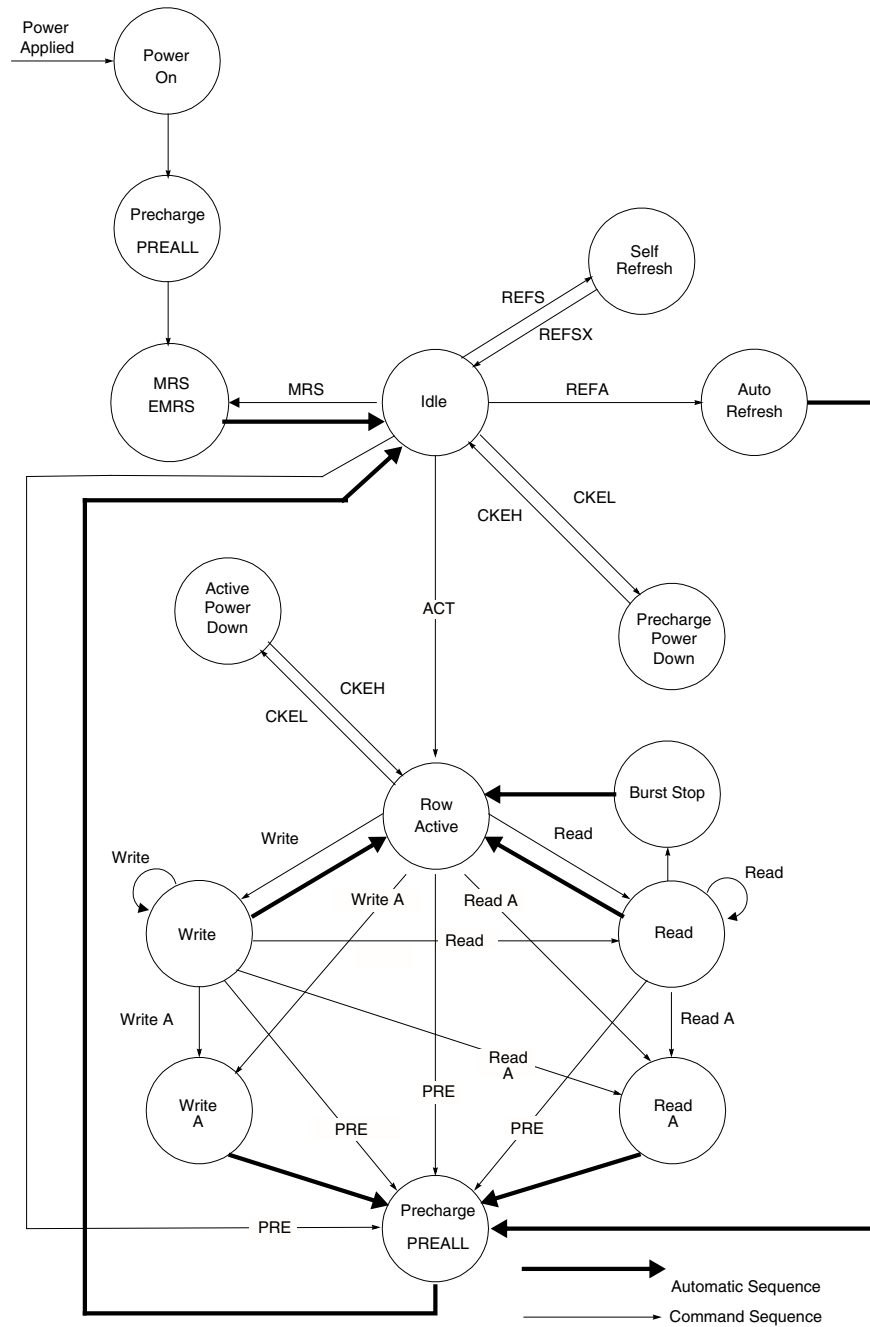 Power
Applied
Power
On
Precharge
PREALL
Self
Refresh
REFS
REFSX
MRS
EMRS
MRS
Idle
REFA
Auto
Refresh
CKEL
CKEH
Active
Power
Down
ACT
Precharge
Power
Down
CKEH
CKEL
Row
Active
Burst Stop
Write
Read
Write
Write A
Read A
Read
Write
Read
Read
Write A
Read A
Read
A
Write
A
PRE
PRE
PRE
Read
A
Precharge
PREALL
PRE
Automatic Sequence
Command Sequence